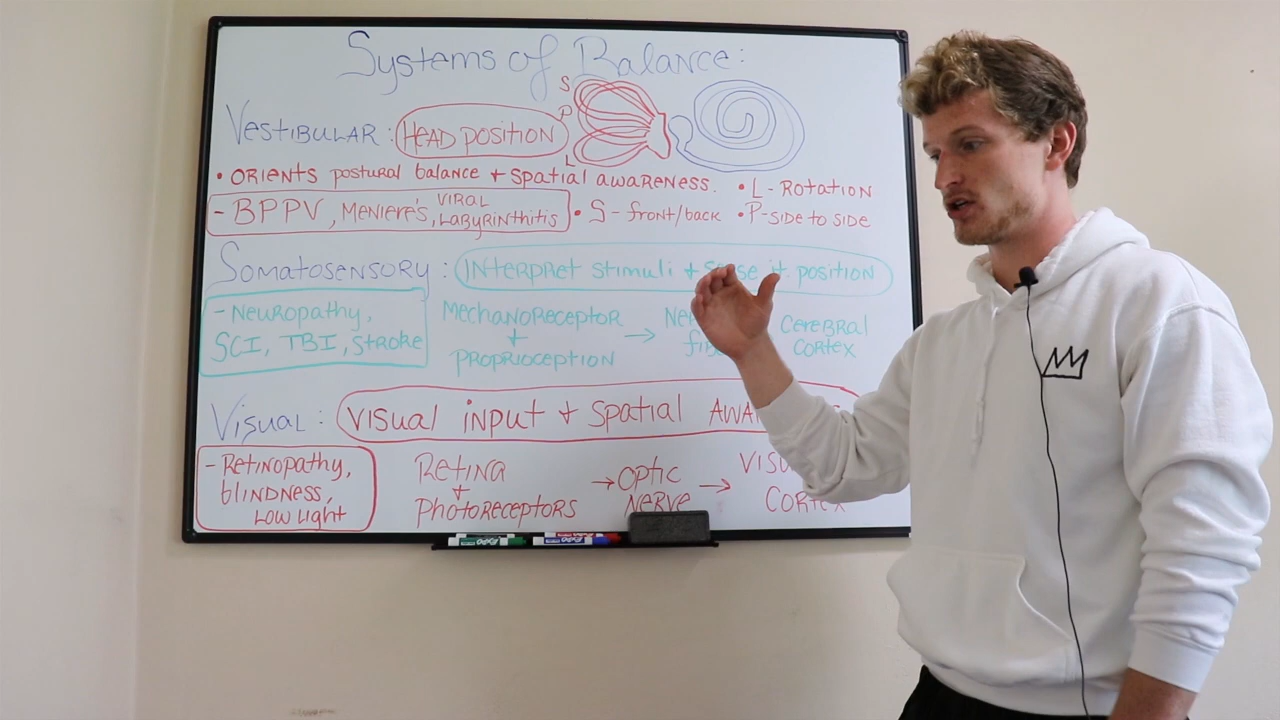 Systems of Balance:
Vestibular: Head position
S
P
L
• Orients postural balance + spatial awareness.
- BPPV, Meniere's, Viral Labyrinthitis
• L - Rotation
• S - front/back • P - side to side
Somatosensory: Interpret stimuli + it position
- Neuropathy,
SCI, TBI, Stroke
Mechanoreceptor
+
Proprioception
→
Cerebral
Cortex
Visual: Visual input + spatial
- Retinopathy,
blindness,
low light
Retina
+
Photoreceptors
→ Optic
Nerve →
Cortex